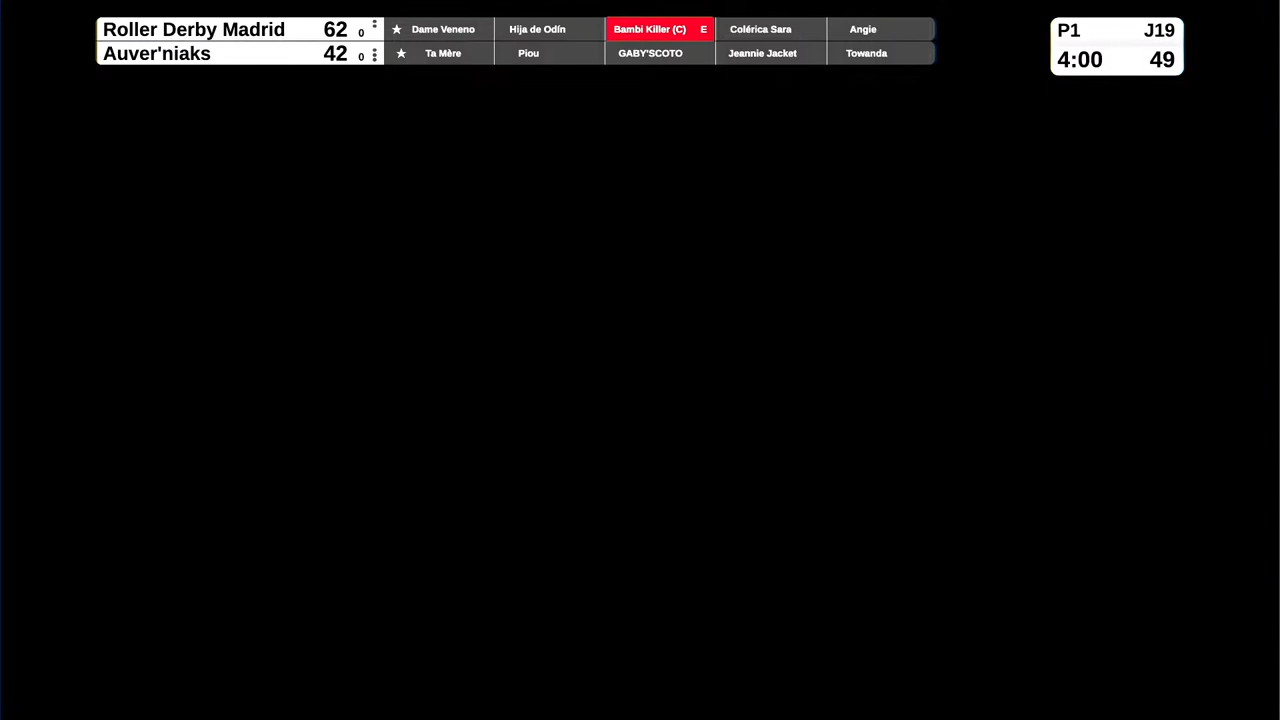 Roller Derby Madrid 62 0 ★ Dame Veneno Hija de Odín Bambi Killer (C) E Colérica Sara Angie
Auver'niaks 42 0 ★ Ta Mère Piou GABY'SCOTO Jeannie Jacket Towanda
P1 J19
4:00 49